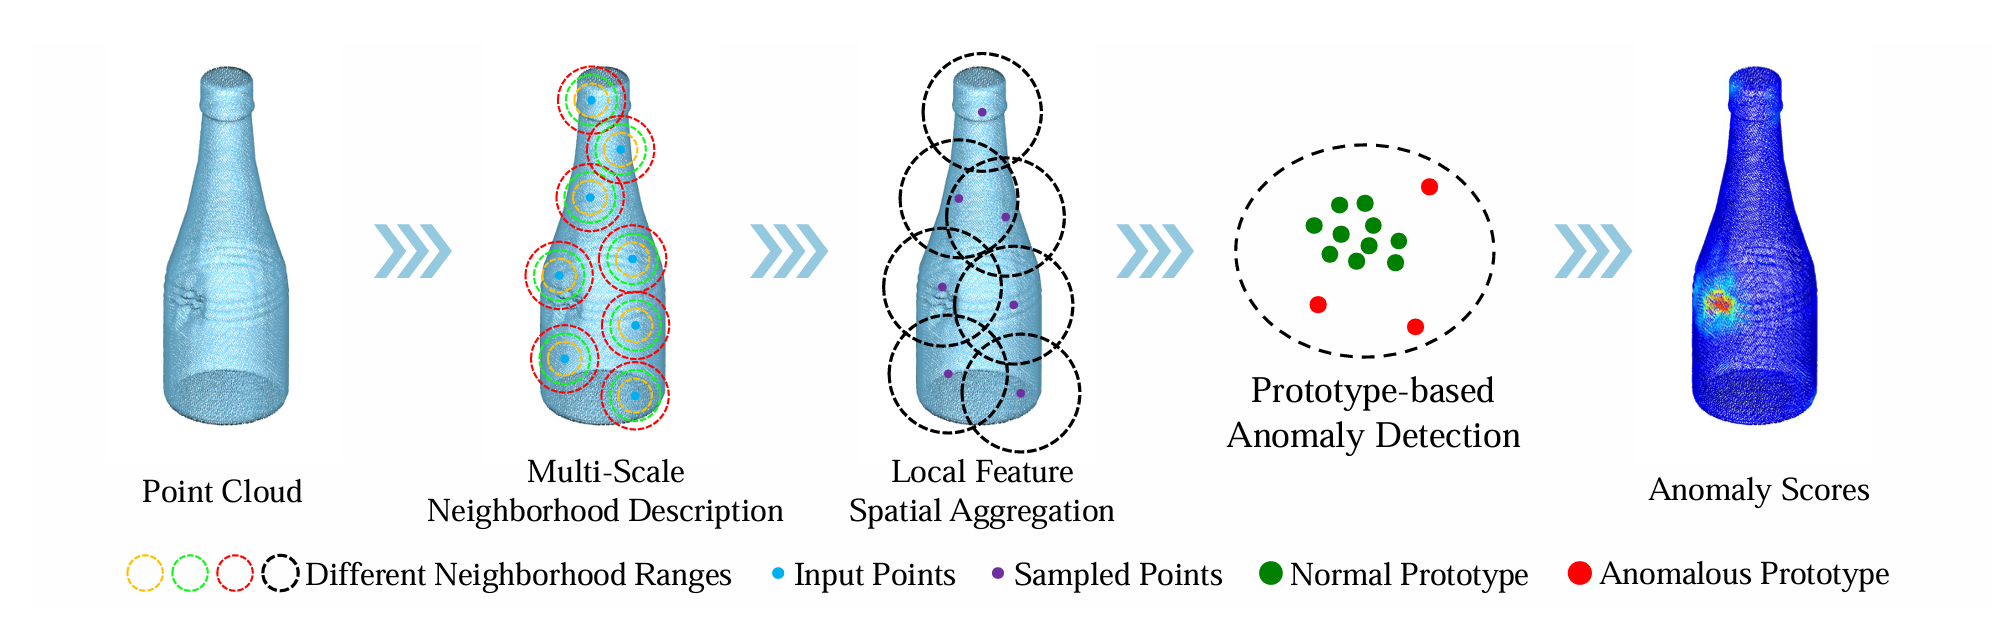 Point Cloud
Multi-Scale
Neighborhood Description
Local Feature
Spatial Aggregation
Prototype-based
Anomaly Detection
Anomaly Scores
Different Neighborhood Ranges
Input Points
Sampled Points
Normal Prototype
Anomalous Prototype